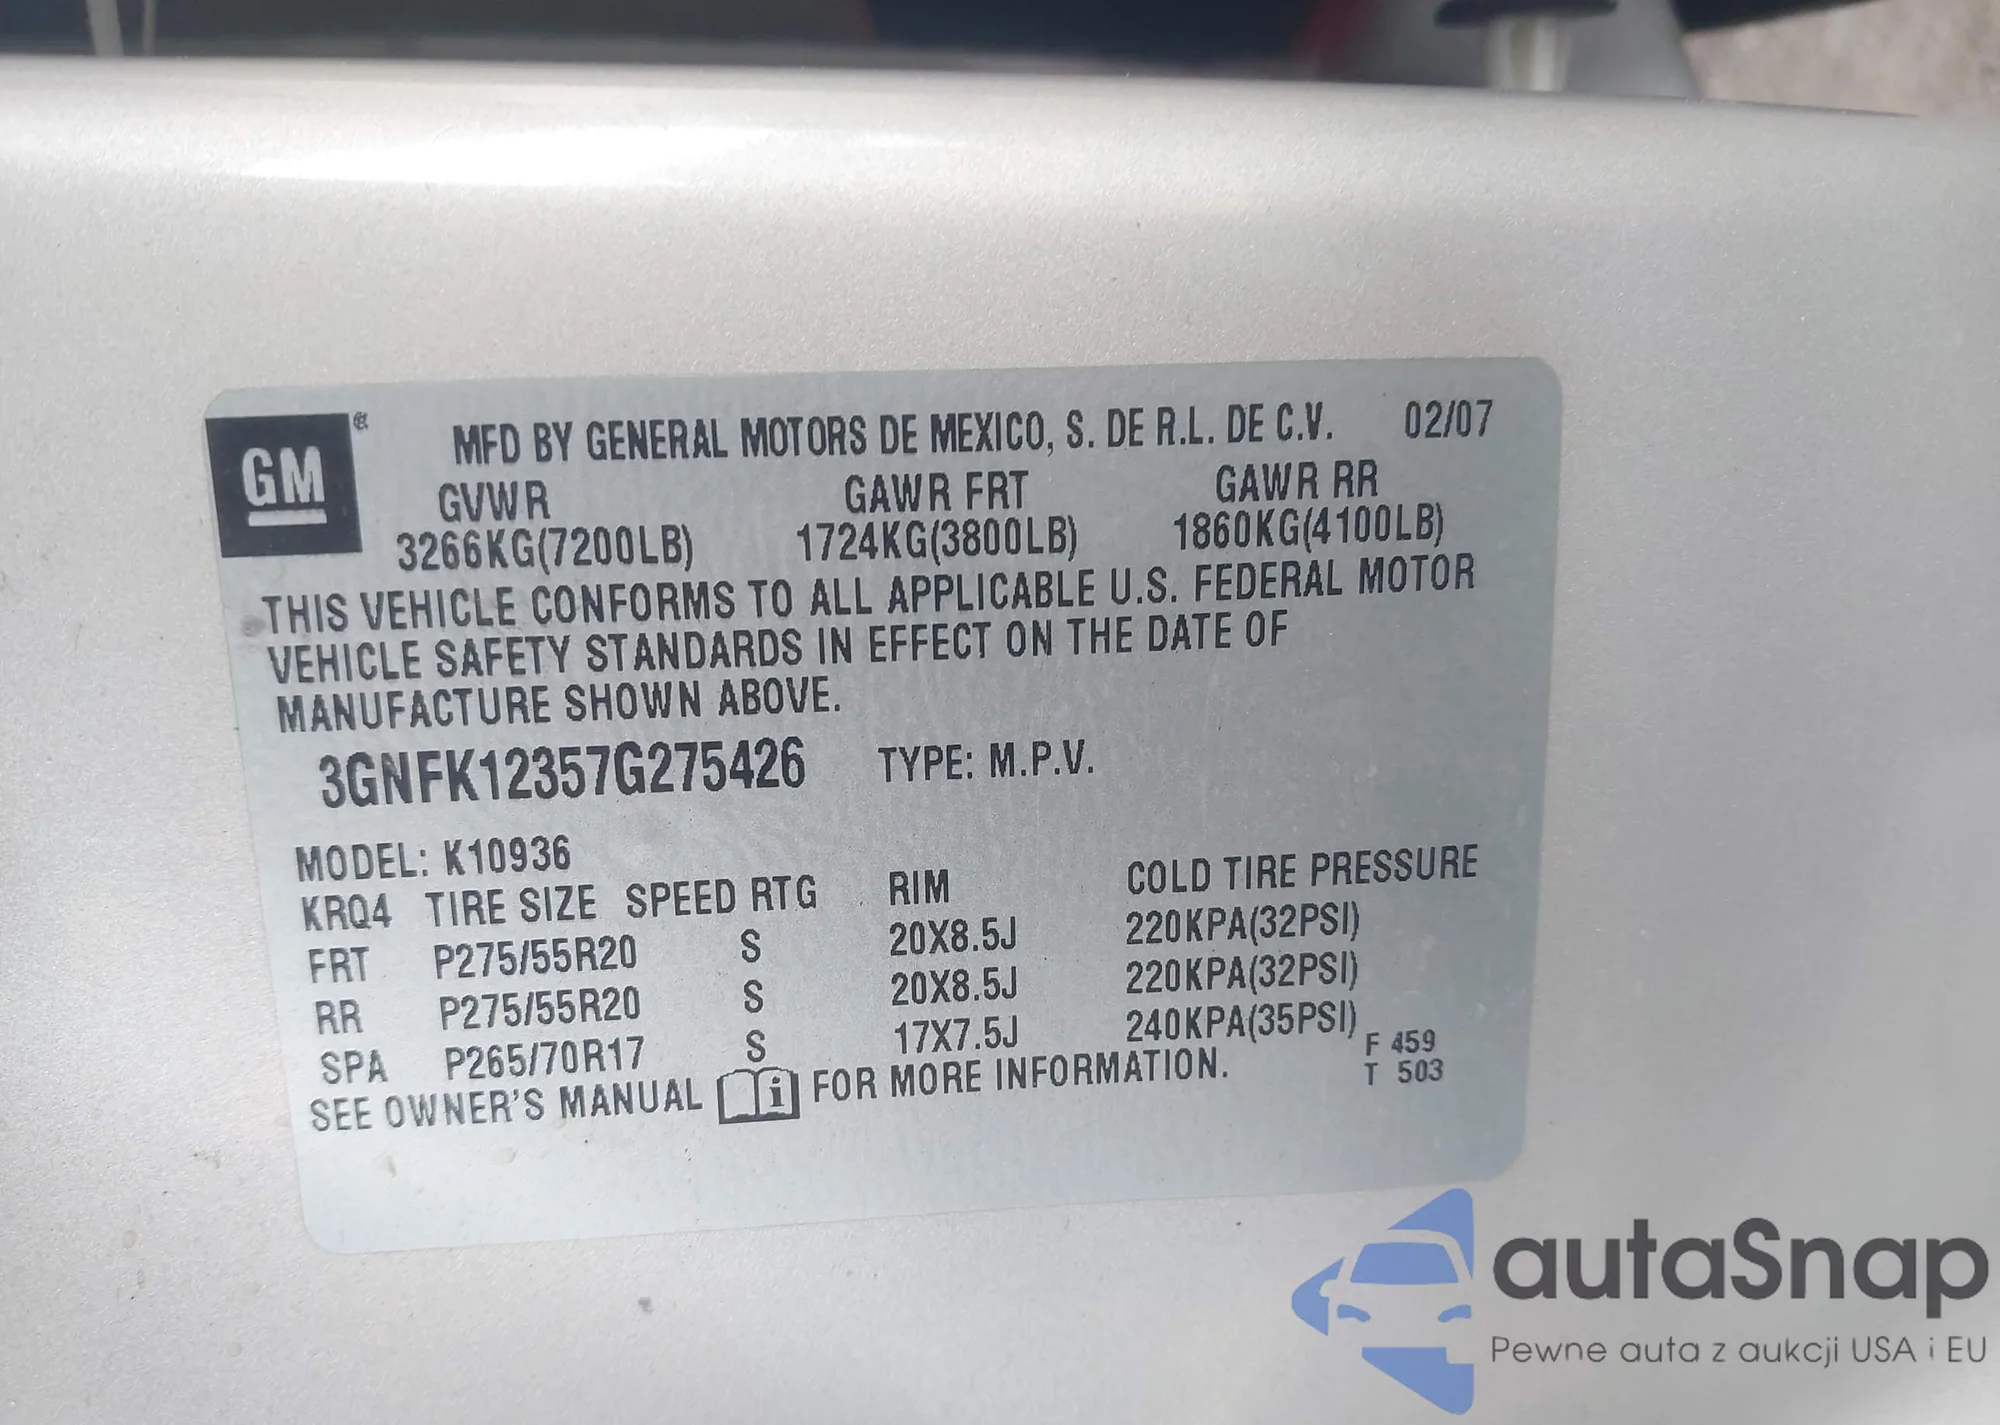 GM
MFD BY GENERAL MOTORS DE MEXICO, S. DE R.L. DE C.V. 02/07
GVWR GAWR FRT GAWR RR
3266KG(7200LB) 1724KG(3800LB) 1860KG(4100LB)
THIS VEHICLE CONFORMS TO ALL APPLICABLE U.S. FEDERAL MOTOR
VEHICLE SAFETY STANDARDS IN EFFECT ON THE DATE OF
MANUFACTURE SHOWN ABOVE.
3GNFK12357G275426 TYPE: M.P.V.
MODEL: K10936
KRQ4 TIRE SIZE SPEED RTG RIM COLD TIRE PRESSURE
FRT P275/55R20 S 20X8.5J 220KPA(32PSI)
RR P275/55R20 S 20X8.5J 220KPA(32PSI)
SPA P265/70R17 S 17X7.5J 240KPA(35PSI)
SEE OWNER'S MANUAL i FOR MORE INFORMATION.
F 459
T 503
autaSnap
Pewne auta z aukcji USA i EU